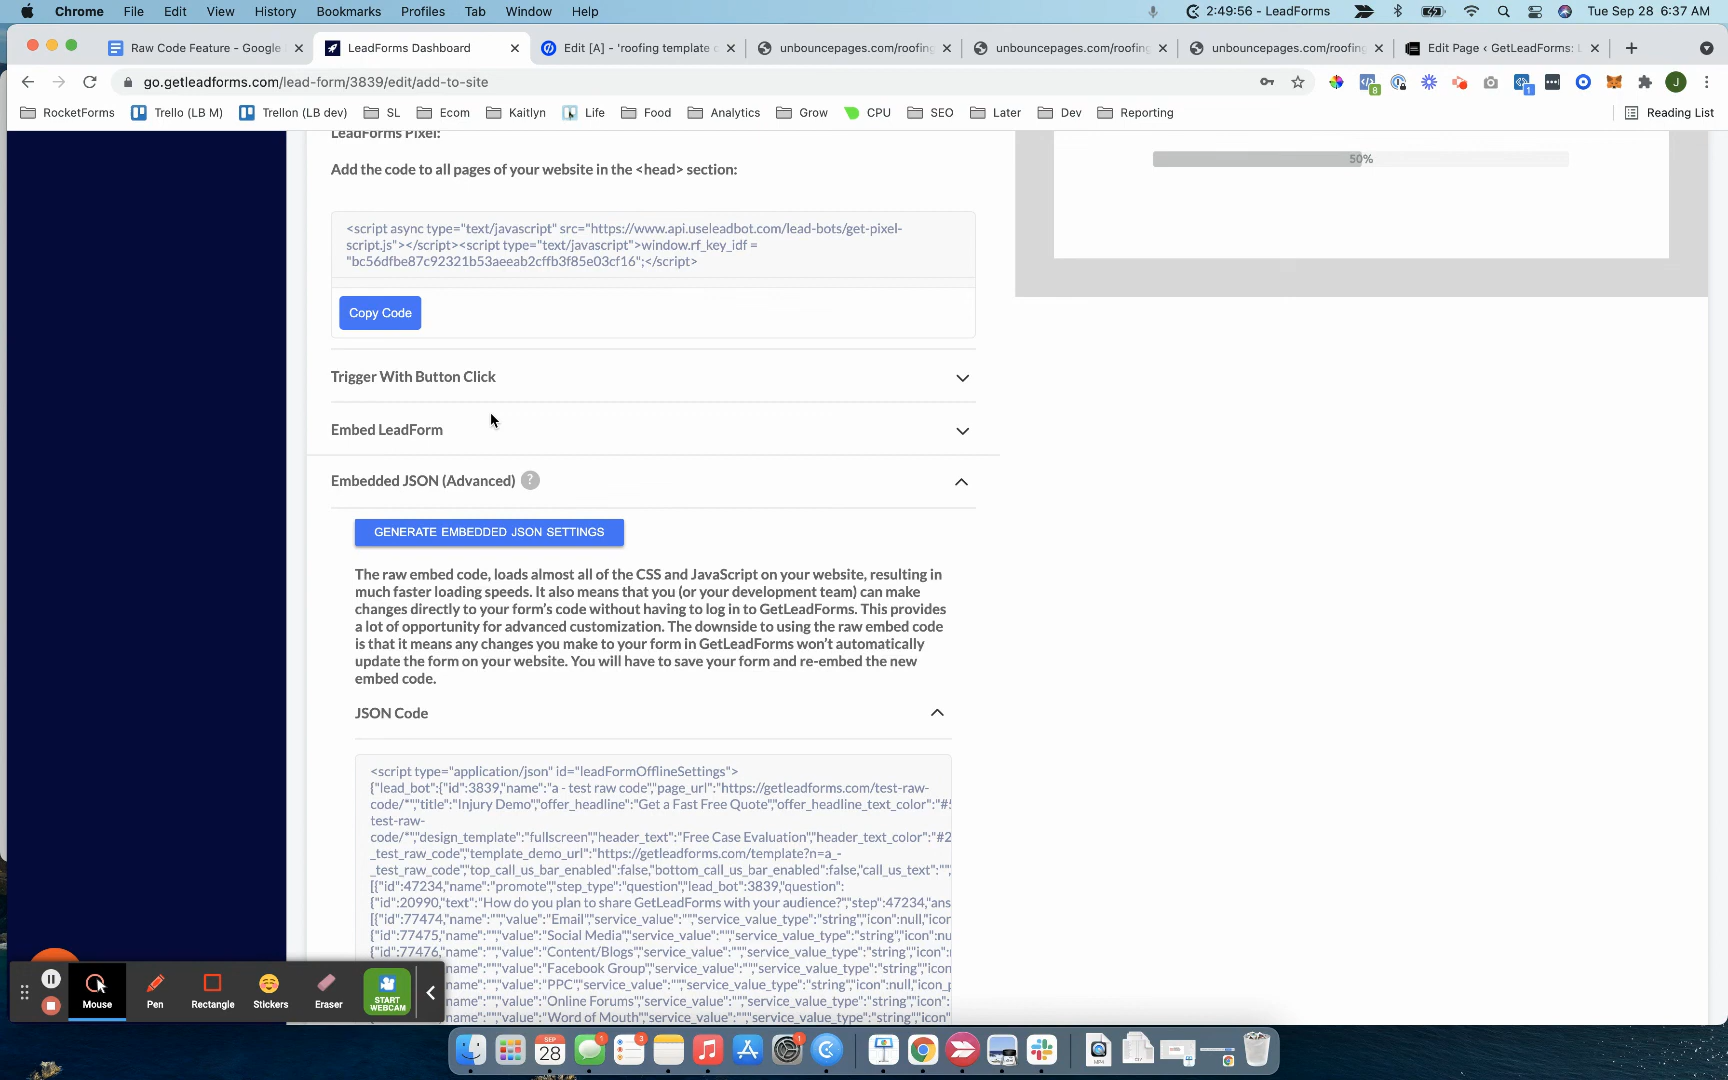 Chrome File Edit View History Bookmarks Profiles Tab Window Help 2:49:56 - LeadForms Tue Sep 28 6:37 AM
Raw Code Feature - Google LeadForms Dashboard Edit [A] - 'roofing template unbouncepages.com/roofing unbouncepages.com/roofing unbouncepages.com/roofing Edit Page ‹ GetLeadForms:
go.getleadforms.com/lead-form/3839/edit/add-to-site
RocketForms Trello (LB M) Trellon (LB dev) SL Ecom Kaitlyn Life Food Analytics Grow CPU SEO Later Dev Reporting Reading List
LeadForms Pixel:
50%
Add the code to all pages of your website in the <head> section:
<script async type="text/javascript" src="https://www.api.useleadbot.com/lead-bots/get-pixel-
script.js"></script><script type="text/javascript">window.rf_key_idf =
"bc56dfbe87c92321b53aeeab2cffb3f85e03cf16";</script>
Copy Code
Trigger With Button Click
Embed LeadForm
Embedded JSON (Advanced) ?
GENERATE EMBEDDED JSON SETTINGS
The raw embed code, loads almost all of the CSS and JavaScript on your website, resulting in
much faster loading speeds. It also means that you (or your development team) can make
changes directly to your form's code without having to log in to GetLeadForms. This provides
a lot of opportunity for advanced customization. The downside to using the raw embed code
is that it means any changes you make to your form in GetLeadForms won't automatically
update the form on your website. You will have to save your form and re-embed the new
embed code.
JSON Code
<script type="application/json" id="leadFormOfflineSettings">
{"lead_bot":{"id":3839,"name":"a - test raw code","page_url":"https://getleadforms.com/test-raw-
code/*","title":"Injury Demo","offer_headline":"Get a Fast Free Quote","offer_headline_text_color":"#
test-raw-
code/*","design_template":"fullscreen","header_text":"Free Case Evaluation","header_text_color":"#2
_test_raw_code","template_demo_url":"https://getleadforms.com/template?n=a_-
_test_raw_code","top_call_us_bar_enabled":false,"bottom_call_us_bar_enabled":false,"call_us_text":"",
[{"id":47234,"name":"promote","step_type":"question","lead_bot":3839,"question":
{"id":20990,"text":"How do you plan to share GetLeadForms with your audience?","step":47234,"ans
[{"id":77474,"name":"","value":"Email","service_value":"","service_value_type":"string","icon":null,"icon
{"id":77475,"name":"","value":"Social Media","service_value":"","service_value_type":"string","icon":nu
{"id":77476,"name":"","value":"Content/Blogs","service_value":"","service_value_type":"string","icon":
name":"","value":"Facebook Group","service_value":"","service_value_type":"string","icon
name":"","value":"PPC","service_value":"","service_value_type":"string","icon":null,"icon_p
name":"","value":"Online Forums","service_value":"","service_value_type":"string","icon":
name":"","value":"Word of Mouth","service_value":"","service_value_type":"string","icon"
Mouse Pen Rectangle Stickers Eraser START
WEBCAM
SEP
28